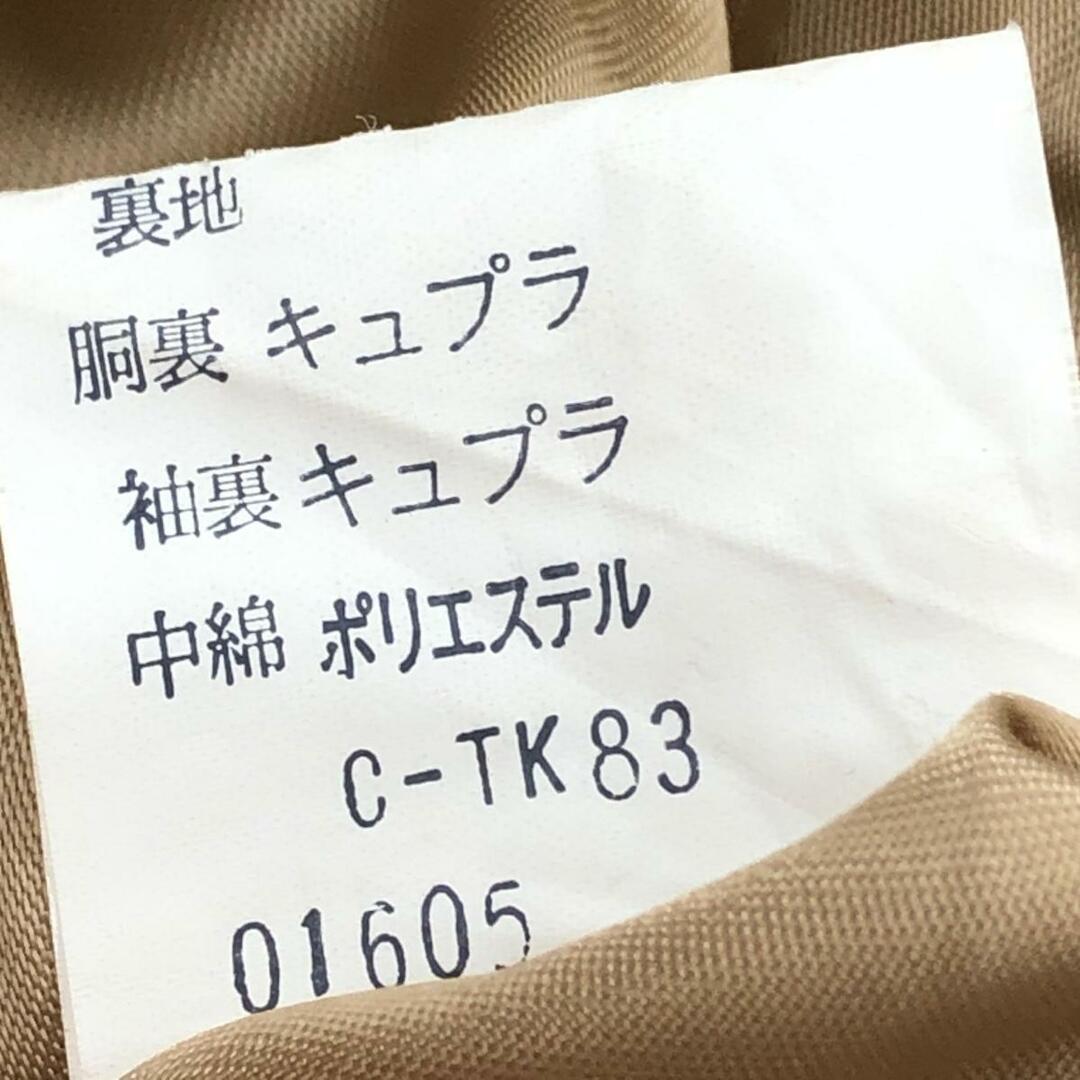 裏地
胴裏 キュプラ
袖裏 キュプラ
中綿 ポリエステル
C-TK83
01605